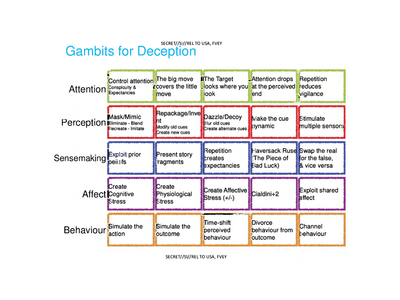 SECRET//SI//REL TO USA, FVEY
Gambits for Deception
Attention
Control attention
Conspicuity &
Expectancies
The big move
covers the little
move
The Target
looks where you
look
Attention drops
at the perceived
end
Repetition
reduces
vigilance
Perception
Mask/Mimic
Eliminate - Blend
Recreate - Imitate
Repackage/Inve
nt
Modify old cues
Create new cues
Dazzle/Decoy
Blur old cues
Create alternate cues
Make the cue
dynamic
Stimulate
multiple sensors
Sensemaking
Exploit prior
beliefs
Present story
fragments
Repetition
creates
expectancies
Haversack Ruse
(The Piece of
Bad Luck)
Swap the real
for the false,
& vice versa
Affect
Create
Cognitive
Stress
Create
Physiological
Stress
Create Affective
Stress (+/-)
Cialdini+2
Exploit shared
affect
Behaviour
Simulate the
action
Simulate the
outcome
Time-shift
perceived
behaviour
Divorce
behaviour from
outcome
Channel
behaviour
SECRET//SI//REL TO USA, FVEY